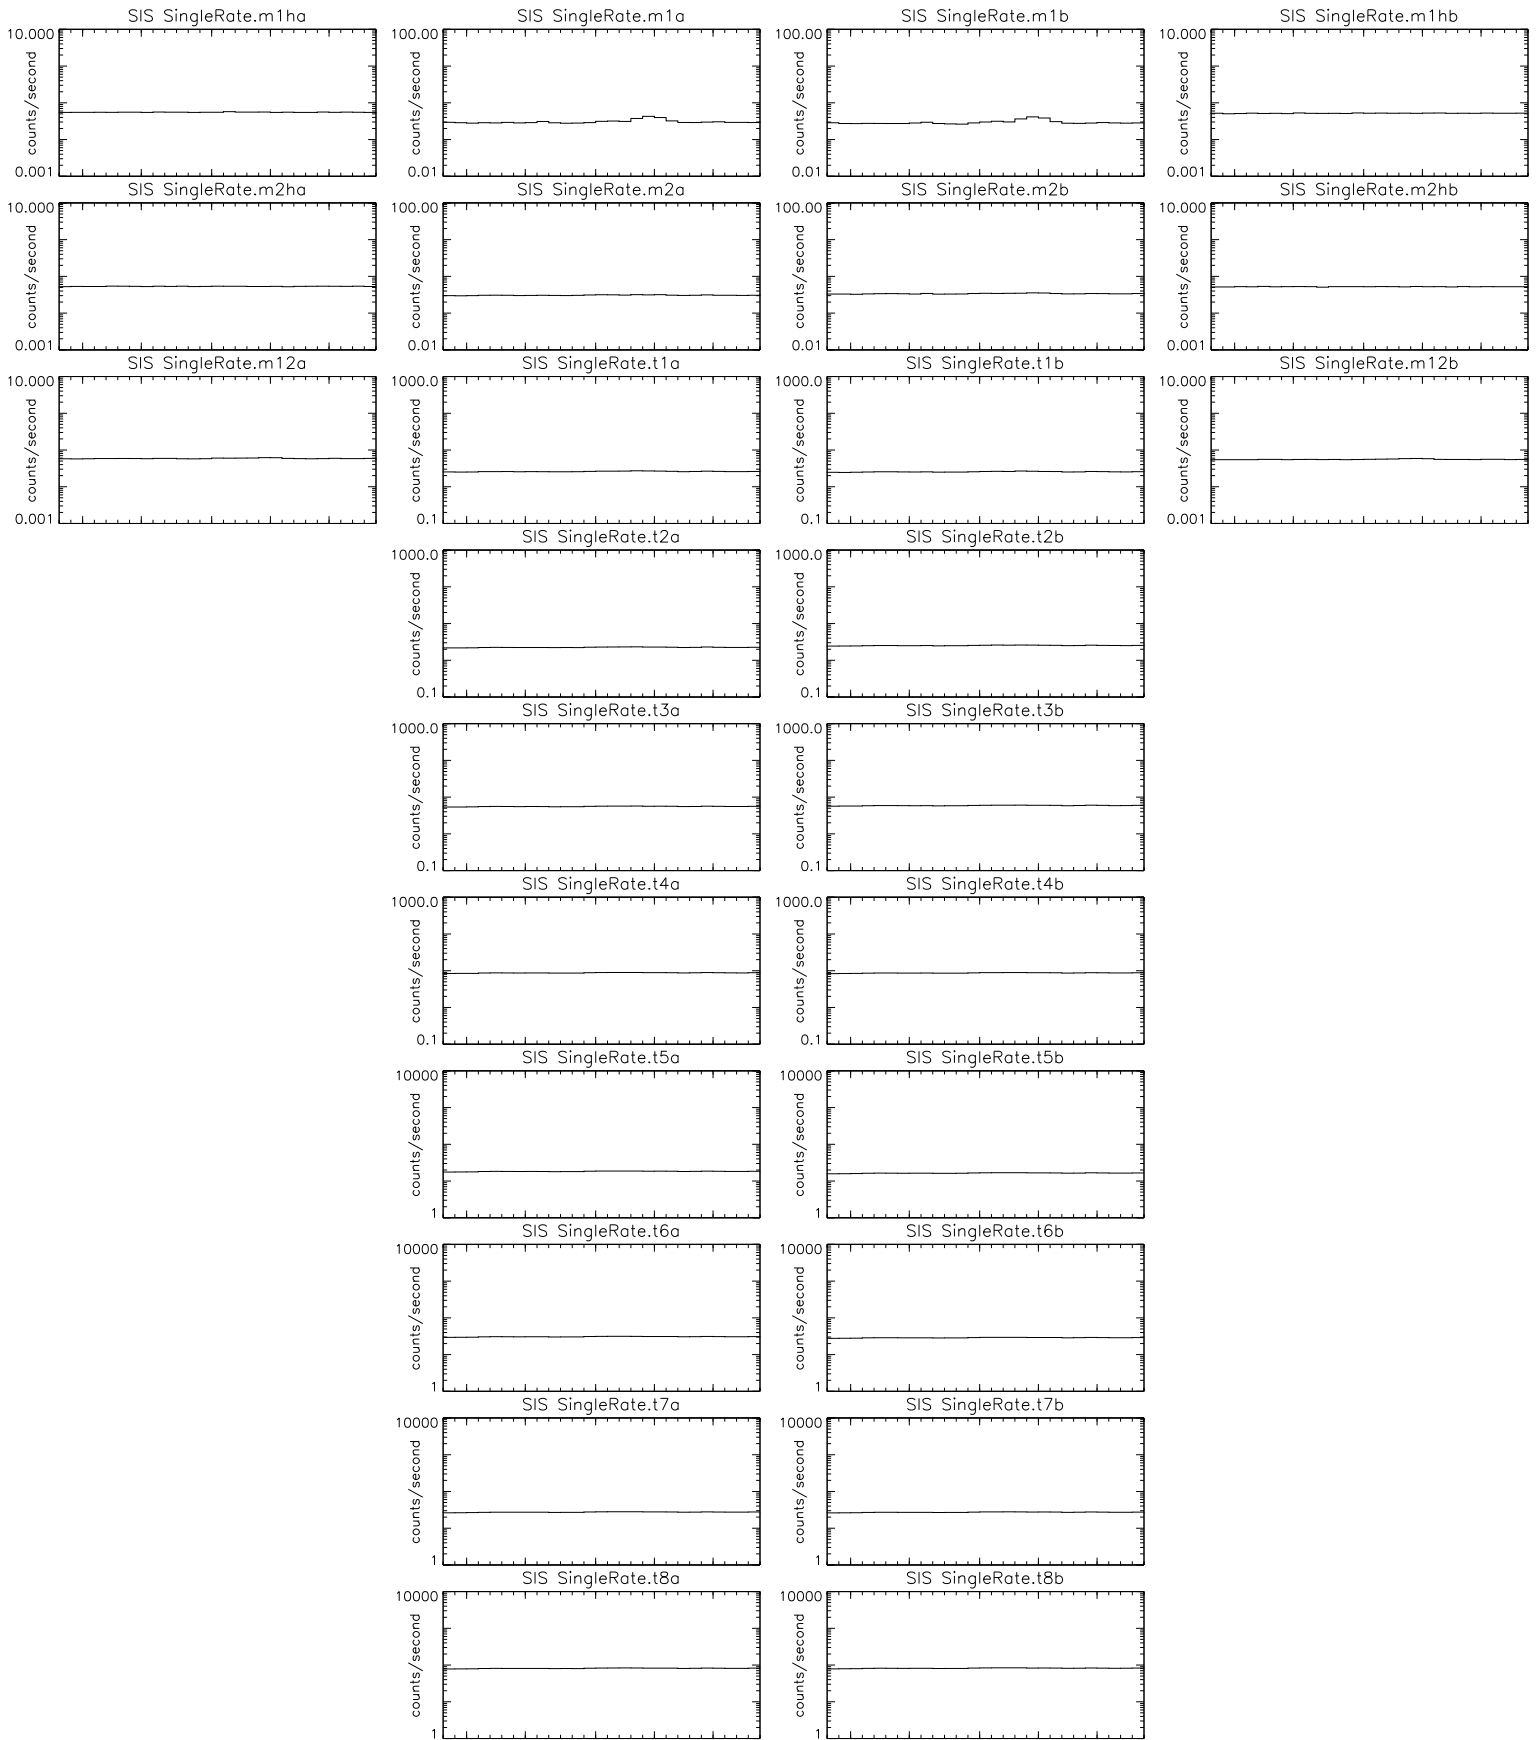 SIS SingleRate.m1ha
10.000
counts/second
0.001
SIS SingleRate.m1a
100.00
counts/second
0.01
SIS SingleRate.m1b
100.00
counts/second
0.01
SIS SingleRate.m1hb
10.000
counts/second
0.001
SIS SingleRate.m2ha
10.000
counts/second
0.001
SIS SingleRate.m2a
100.00
counts/second
0.01
SIS SingleRate.m2b
100.00
counts/second
0.01
SIS SingleRate.m2hb
10.000
counts/second
0.001
SIS SingleRate.m12a
10.000
counts/second
0.001
SIS SingleRate.t1a
1000.0
counts/second
0.1
SIS SingleRate.t1b
1000.0
counts/second
0.1
SIS SingleRate.m12b
10.000
counts/second
0.001
SIS SingleRate.t2a
1000.0
counts/second
0.1
SIS SingleRate.t2b
1000.0
counts/second
0.1
SIS SingleRate.t3a
1000.0
counts/second
0.1
SIS SingleRate.t3b
1000.0
counts/second
0.1
SIS SingleRate.t4a
1000.0
counts/second
0.1
SIS SingleRate.t4b
1000.0
counts/second
0.1
SIS SingleRate.t5a
10000
counts/second
1
SIS SingleRate.t5b
10000
counts/second
1
SIS SingleRate.t6a
10000
counts/second
1
SIS SingleRate.t6b
10000
counts/second
1
SIS SingleRate.t7a
10000
counts/second
1
SIS SingleRate.t7b
10000
counts/second
1
SIS SingleRate.t8a
10000
counts/second
1
SIS SingleRate.t8b
10000
counts/second
1